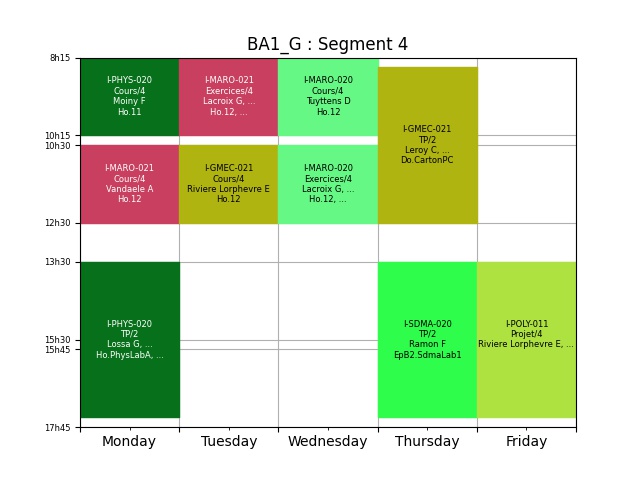 BA1_G : Segment 4
8h15
10h15
10h30
12h30
13h30
15h30
15h45
17h45
I-PHYS-020
Cours/4
Moiny F
Ho.11
I-MARO-021
Exercices/4
Lacroix G, ...
Ho.12, ...
I-MARO-020
Cours/4
Tuyttens D
Ho.12
I-GMEC-021
TP/2
Leroy C, ...
Do.CartonPC
I-MARO-021
Cours/4
Vandaele A
Ho.12
I-GMEC-021
Cours/4
Riviere Lorphevre E
Ho.12
I-MARO-020
Exercices/4
Lacroix G, ...
Ho.12, ...
I-PHYS-020
TP/2
Lossa G, ...
Ho.PhysLabA, ...
I-SDMA-020
TP/2
Ramon F
EpB2.SdmaLab1
I-POLY-011
Projet/4
Riviere Lorphevre E, ...
Monday
Tuesday
Wednesday
Thursday
Friday